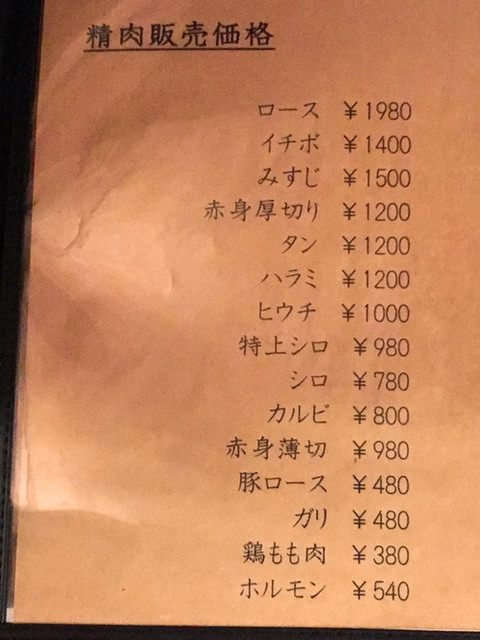 精肉販売価格
ロース ¥1980
イチボ ¥1400
みすじ ¥1500
赤身厚切り ¥1200
タン ¥1200
ハラミ ¥1200
ヒウチ ¥1000
特上シロ ¥980
シロ ¥780
カルビ ¥800
赤身薄切 ¥980
豚ロース ¥480
ガリ ¥480
鶏もも肉 ¥380
ホルモン ¥540